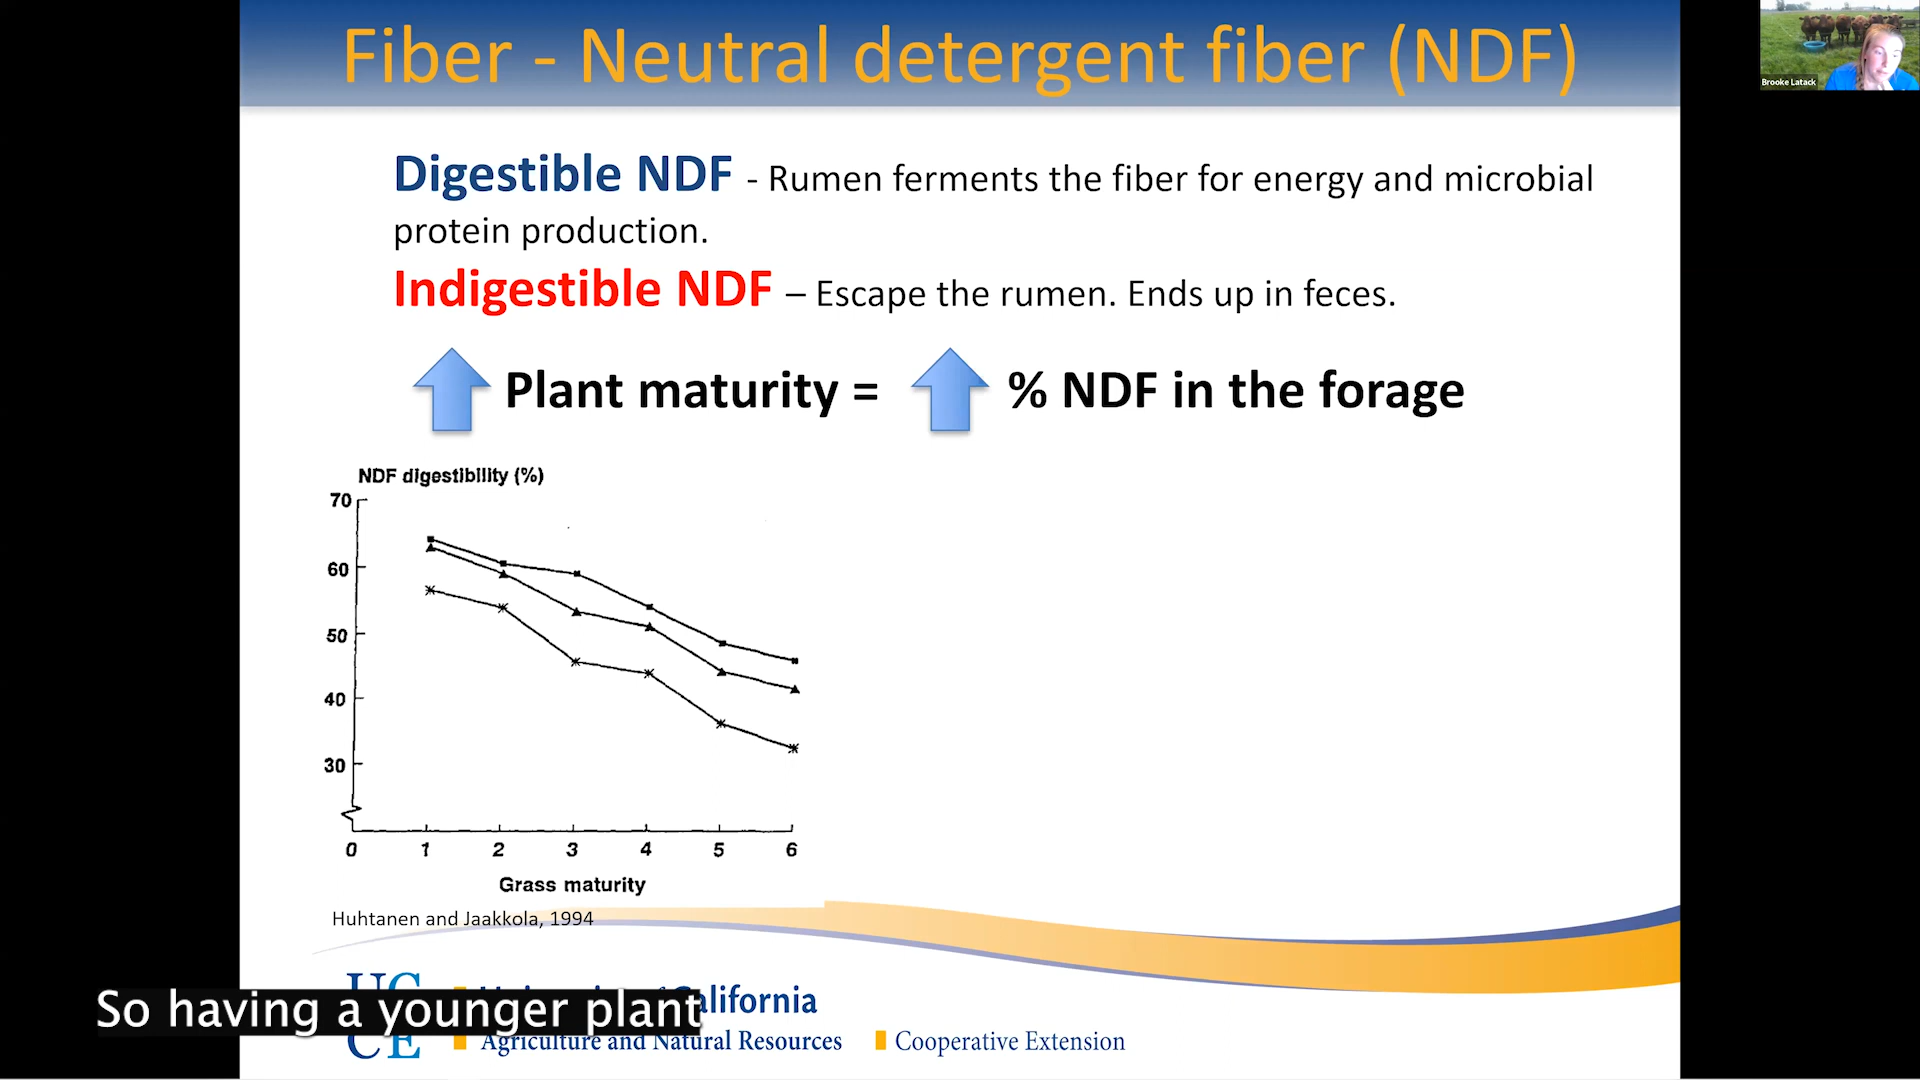 Fiber - Neutral detergent fiber (NDF)
Brooke Latack
Digestible NDF - Rumen ferments the fiber for energy and microbial
protein production.
Indigestible NDF – Escape the rumen. Ends up in feces.
Plant maturity = % NDF in the forage
NDF digestibility (%)
70
60
50
40
30
0 1 2 3 4 5 6
Grass maturity
Huhtanen and Jaakkola, 1994
UC
CE
California
Agriculture and Natural Resources Cooperative Extension
So having a younger plant